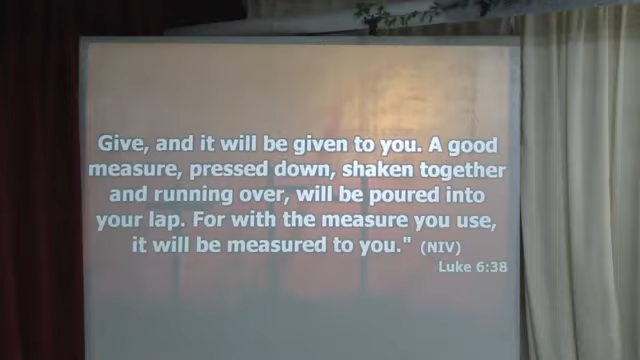 Give, and it will be given to you. A good
measure, pressed down, shaken together
and running over, will be poured into
your lap. For with the measure you use,
it will be measured to you." (NIV)
Luke 6:38